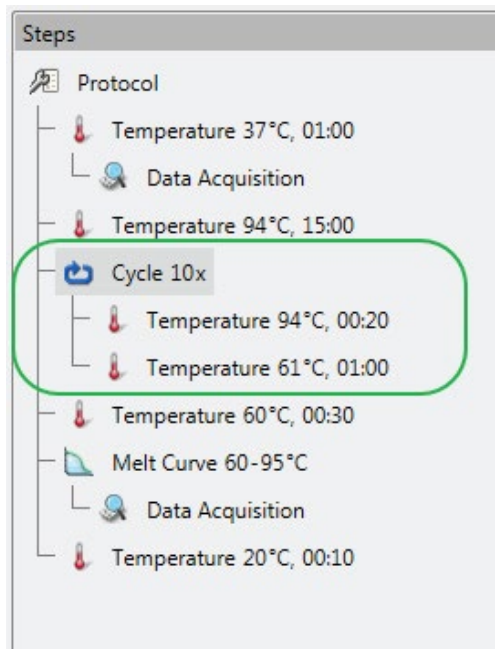 Steps
Protocol
Temperature 37°C, 01:00
Data Acquisition
Temperature 94°C, 15:00
Cycle 10x
Temperature 94°C, 00:20
Temperature 61°C, 01:00
Temperature 60°C, 00:30
Melt Curve 60-95°C
Data Acquisition
Temperature 20°C, 00:10